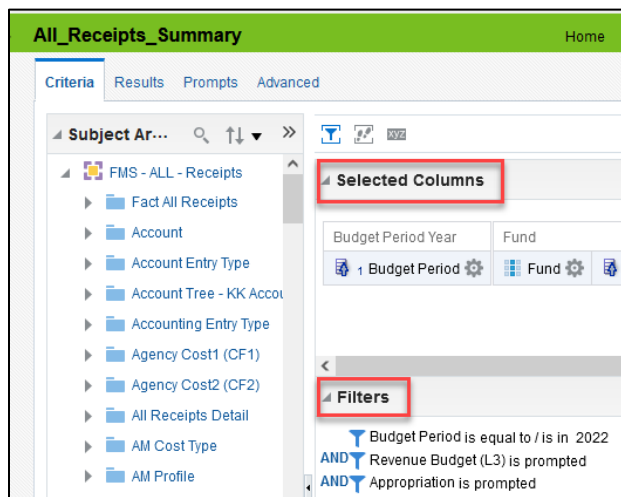 All_Receipts_Summary
Home
Criteria Results Prompts Advanced
Subject Ar...
xyz
FMS - ALL - Receipts
Fact All Receipts
Account
Account Entry Type
Account Tree - KK Accou
Accounting Entry Type
Agency Cost1 (CF1)
Agency Cost2 (CF2)
All Receipts Detail
AM Cost Type
AM Profile
Selected Columns
Budget Period Year Fund
1 Budget Period Fund
Filters
Budget Period is equal to / is in 2022
AND Revenue Budget (L3) is prompted
AND Appropriation is prompted